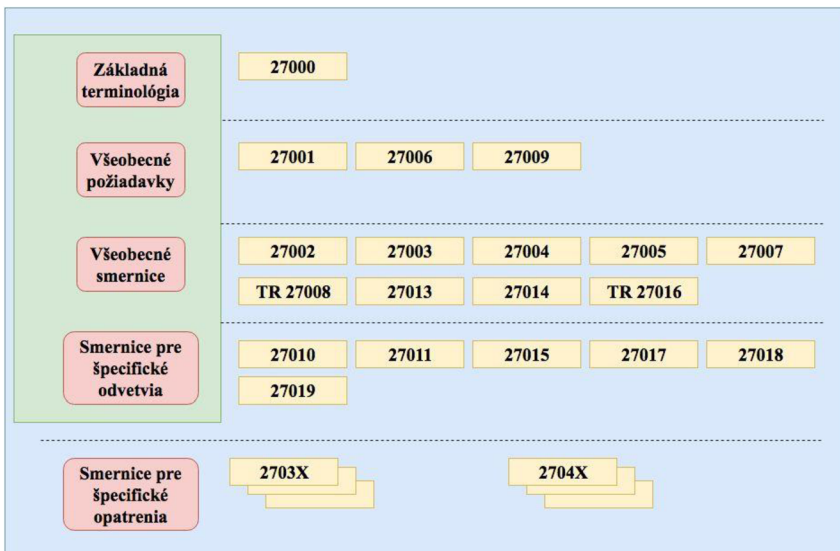 Základná
terminológia
27000
Všeobecné
požiadavky
27001 27006 27009
Všeobecné
smernice
27002 27003 27004 27005 27007
TR 27008 27013 27014 TR 27016
Smernice pre
špecifické
odvetvia
27010 27011 27015 27017 27018
27019
Smernice pre
špecifické
opatrenia
2703X 2704X